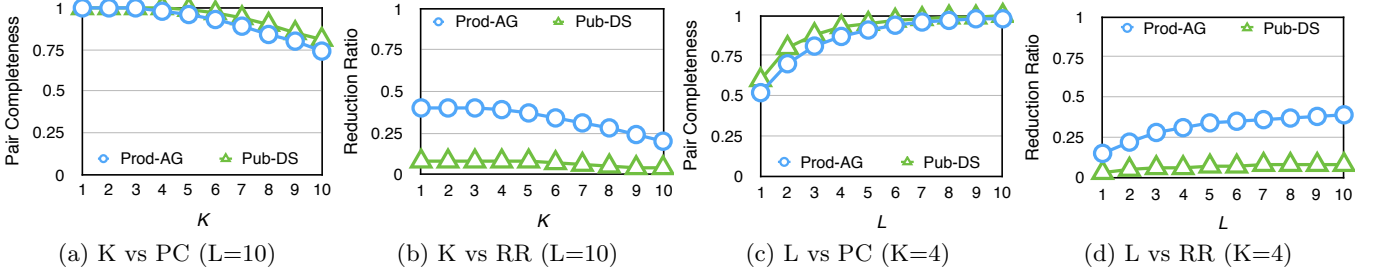 Pair Completeness
1
0.75
0.5
0.25
0
Prod-AG
Pub-DS
1 2 3 4 5 6 7 8 9 10
K
(a) K vs PC (L=10)
Reduction Ratio
1
0.75
0.5
0.25
0
Prod-AG
Pub-DS
1 2 3 4 5 6 7 8 9 10
K
(b) K vs RR (L=10)
Pair Completeness
1
0.75
0.5
0.25
0
Prod-AG
Pub-DS
1 2 3 4 5 6 7 8 9 10
L
(c) L vs PC (K=4)
Reduction Ratio
1
0.75
0.5
0.25
0
Prod-AG
Pub-DS
1 2 3 4 5 6 7 8 9 10
L
(d) L vs RR (K=4)